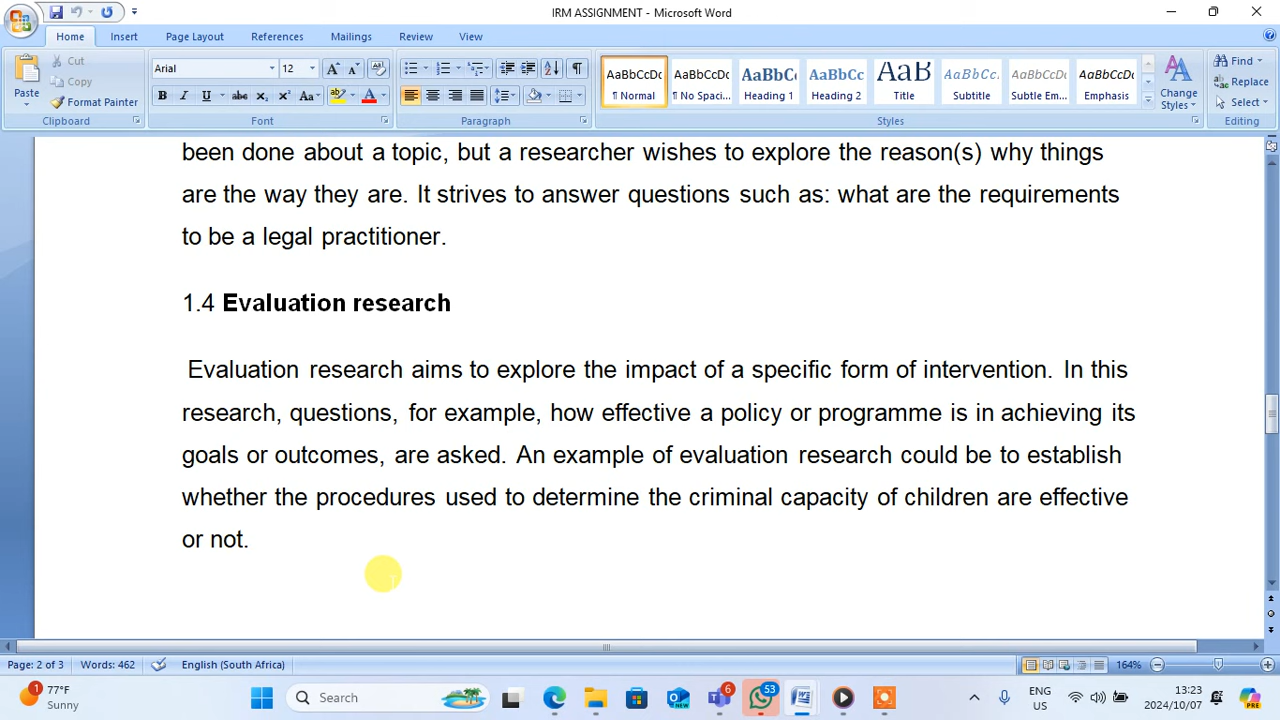 IRM ASSIGNMENT - Microsoft Word
Home Insert Page Layout References Mailings Review View
Paste
Cut
Copy
Format Painter
Clipboard
Arial 12
Font
Paragraph
AaBbCcDc AaBbCcDc AaBbCc AaBbCc AaB AaBbCc. AaBbCcDc AaBbCcDc
¶ Normal ¶ No Spaci... Heading 1 Heading 2 Title Subtitle Subtle Em... Emphasis
Change Styles
Styles
Find
Replace
Select
Editing
been done about a topic, but a researcher wishes to explore the reason(s) why things
are the way they are. It strives to answer questions such as: what are the requirements
to be a legal practitioner.
1.4 Evaluation research
Evaluation research aims to explore the impact of a specific form of intervention. In this
research, questions, for example, how effective a policy or programme is in achieving its
goals or outcomes, are asked. An example of evaluation research could be to establish
whether the procedures used to determine the criminal capacity of children are effective
or not.
Page: 2 of 3 Words: 462 English (South Africa) 164%
1 77°F
Sunny
Search
NEW
6
53
ENG
US
13:23
2024/10/07
PRE